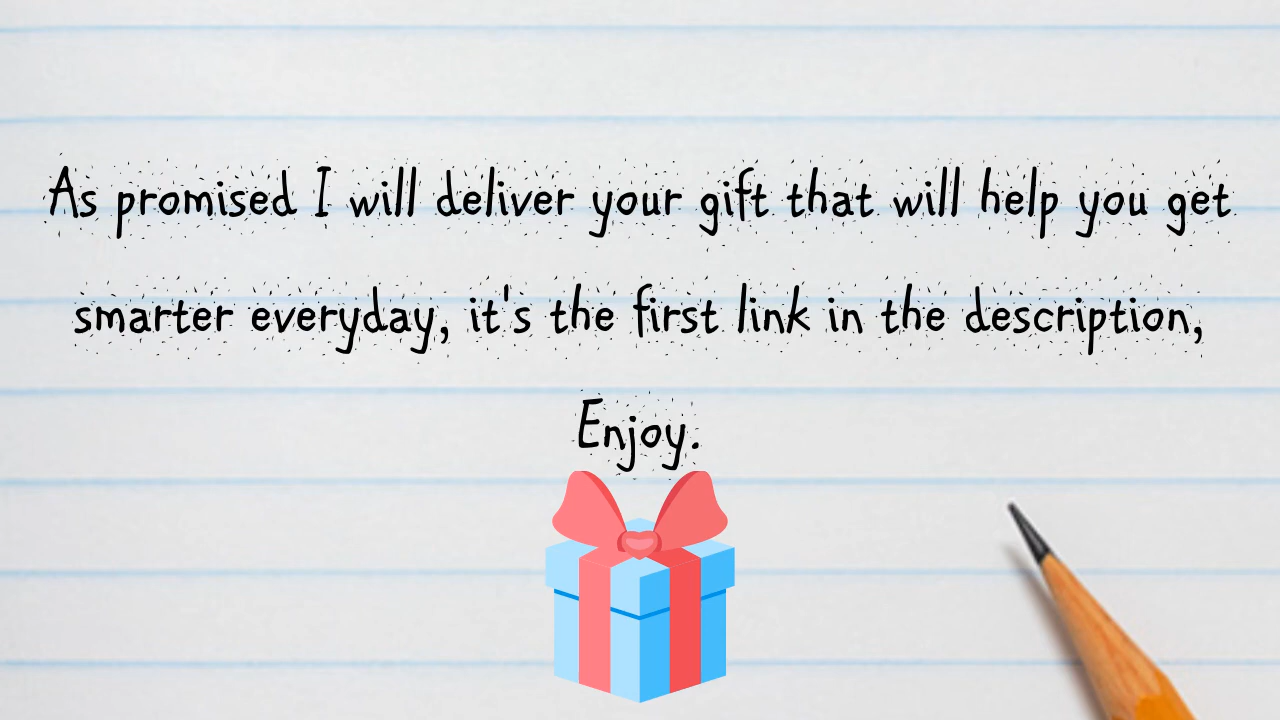 As promised I will deliver your gift that will help you get
smarter everyday, it's the first link in the description,
Enjoy.